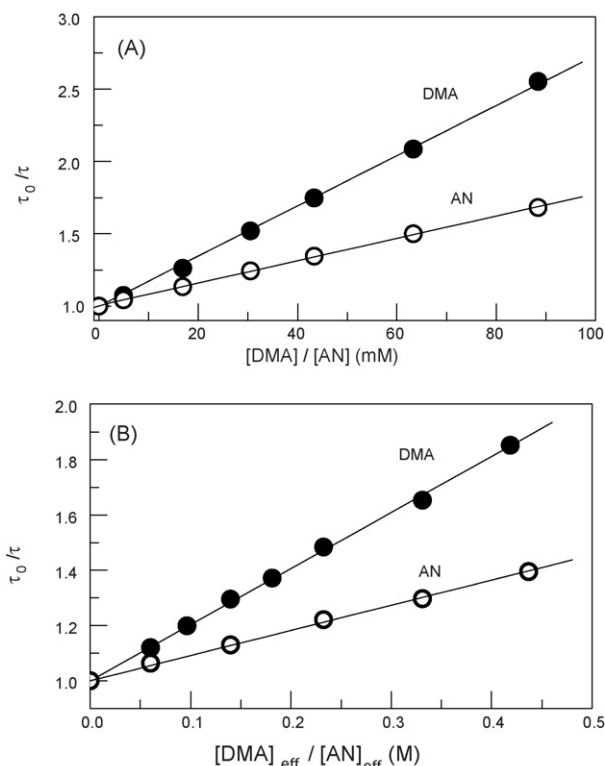 (A)
3.0
2.5
2.0
1.5
1.0
τ0 /τ
DMA
AN
0 20 40 60 80 100
[DMA] / [AN] (mM)
(B)
2.0
1.8
1.6
1.4
1.2
1.0
τ0 /τ
DMA
AN
0.0 0.1 0.2 0.3 0.4 0.5
[DMA] eff / [AN]eff (M)